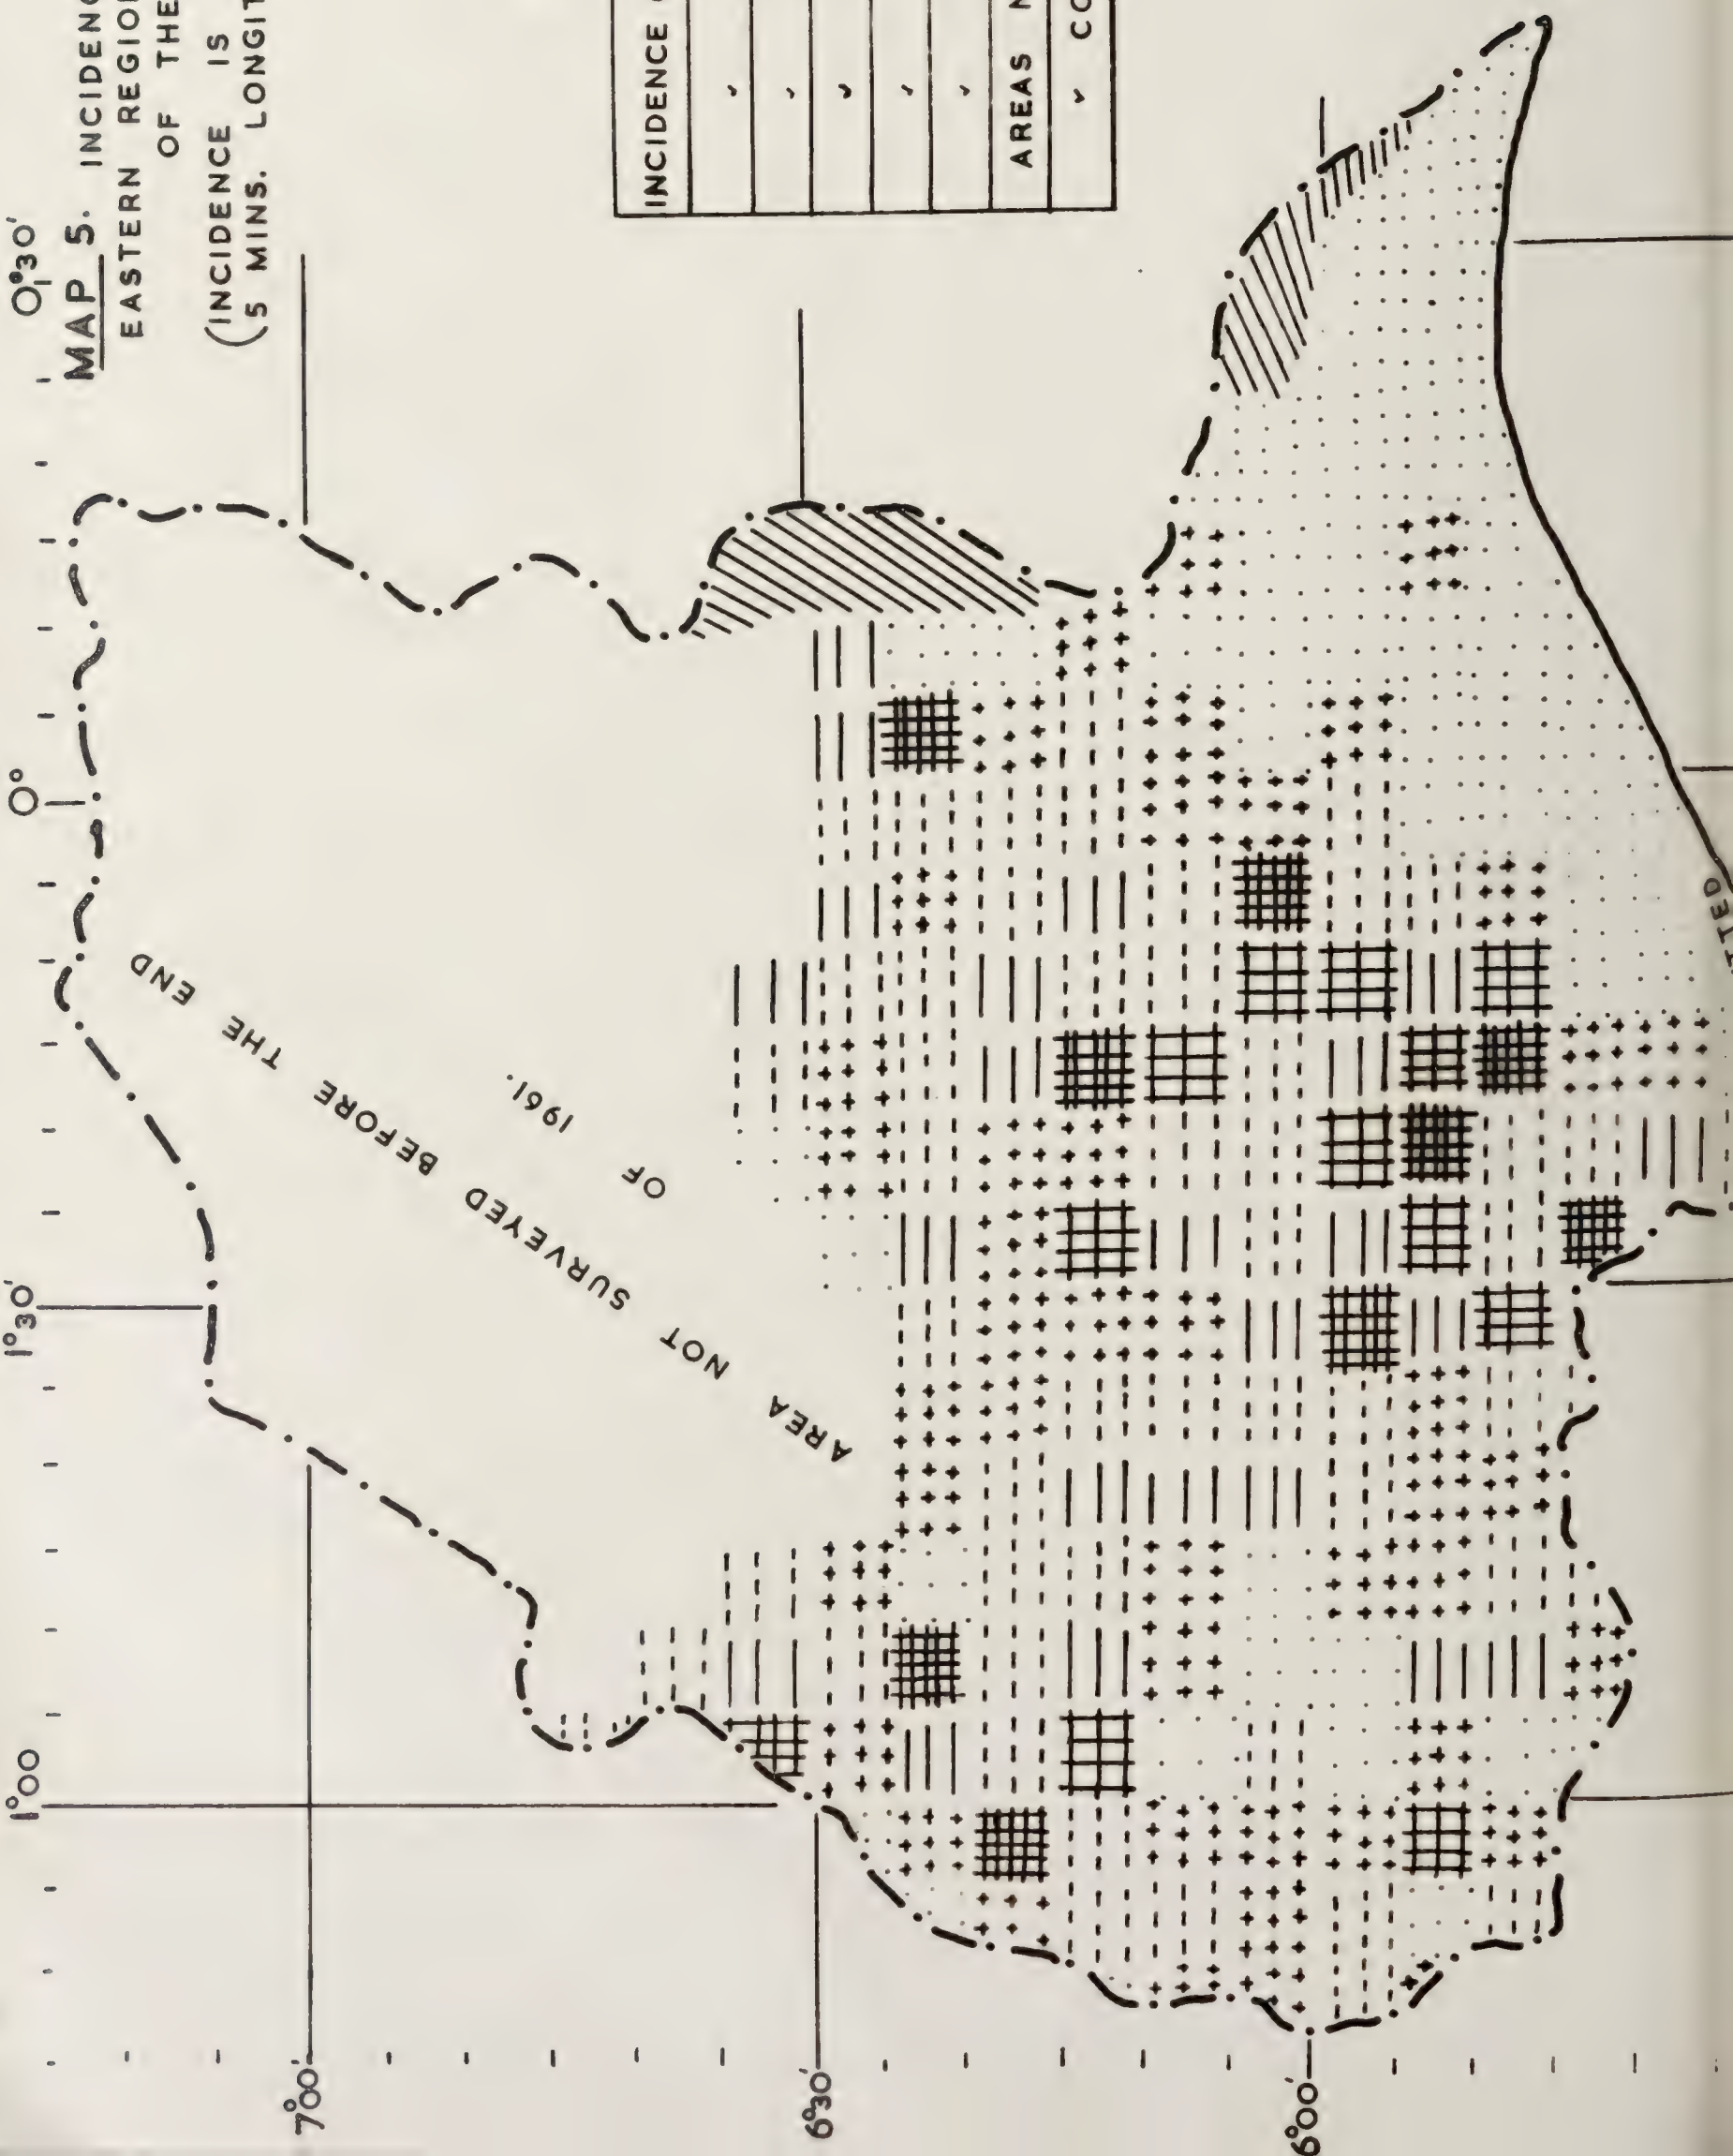 MAP 5. INCIDENC
EASTERN REGIO
OF THE
(INCIDENCE IS
(5 MINS. LONGIT
INCIDENCE
AREAS
CO
0°30'
0°
1°30'
1°00
7°00'
6°30'
6°00'
AREA NOT SURVEYED BEFORE THE END
OF 1961.
TED